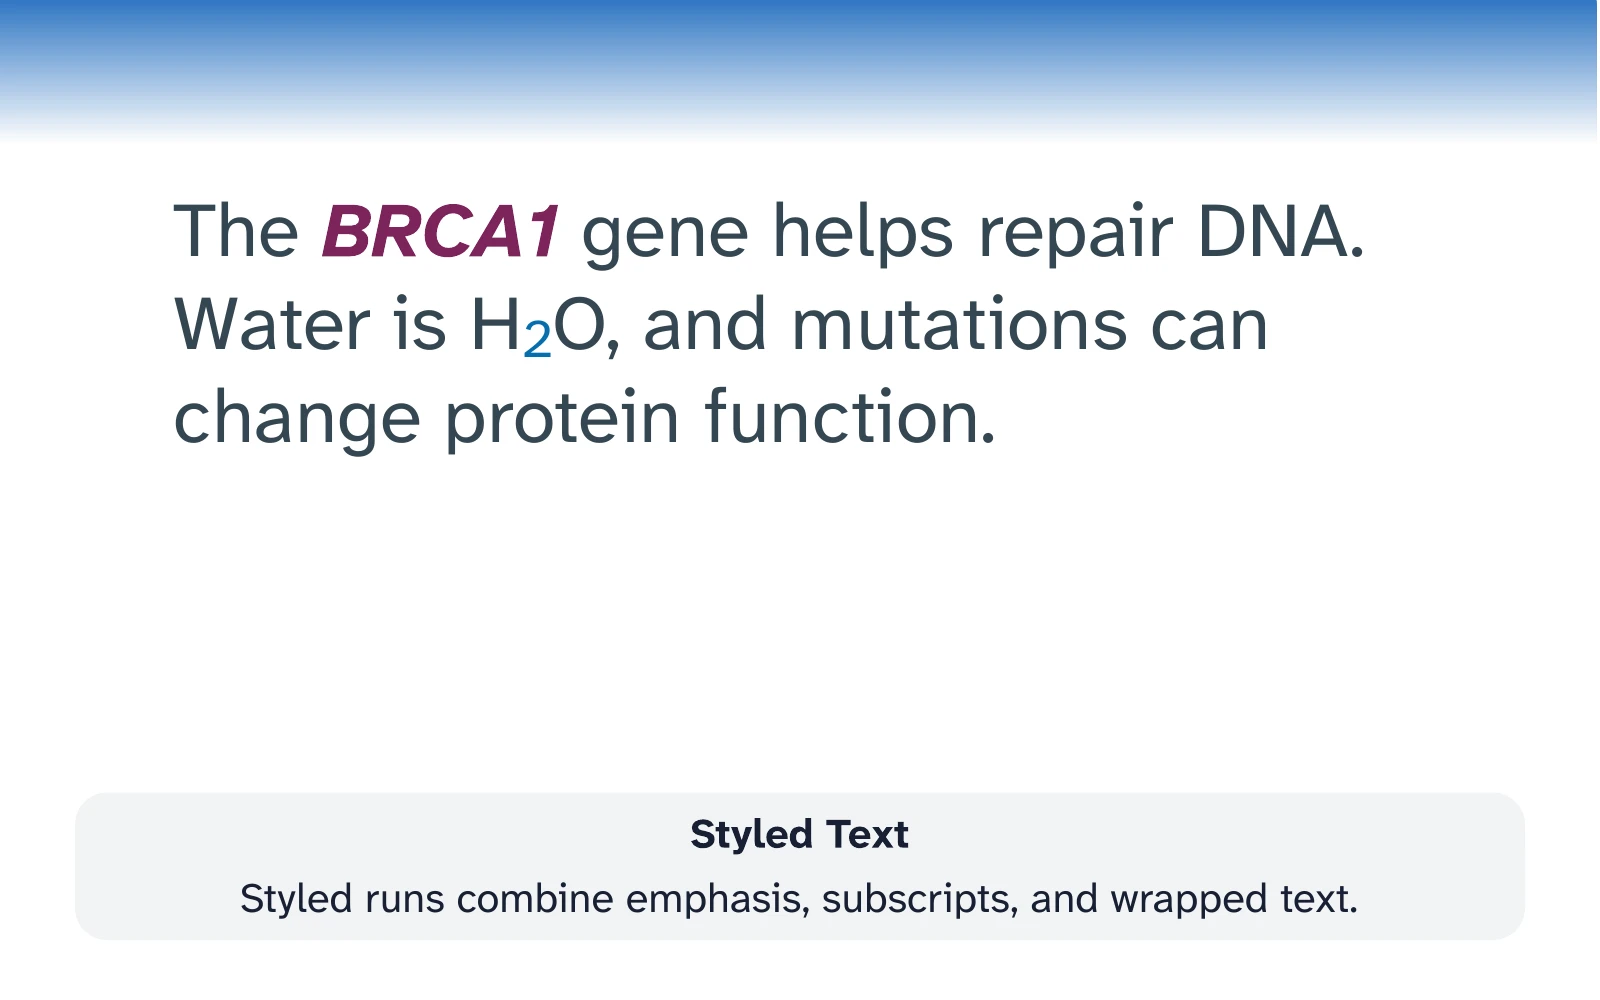 The BRCA1 gene helps repair DNA.
Water is H₂O, and mutations can
change protein function.
Styled Text
Styled runs combine emphasis, subscripts, and wrapped text.